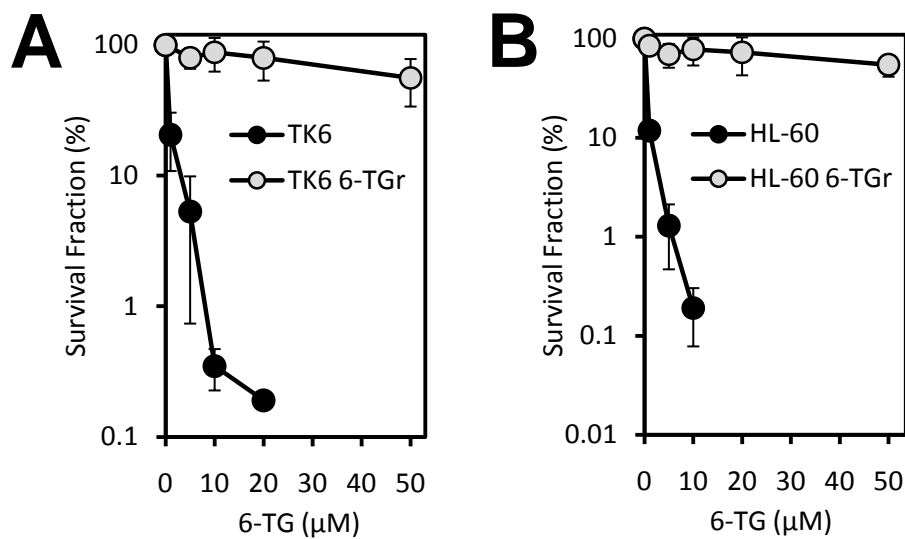 A
Survival Fraction (%)
100
10
1
0.1
TK6
TK6 6-TGr
0 10 20 30 40 50
6-TG (μM)
B
Survival Fraction (%)
100
10
1
0.1
0.01
HL-60
HL-60 6-TGr
0 10 20 30 40 50
6-TG (μM)